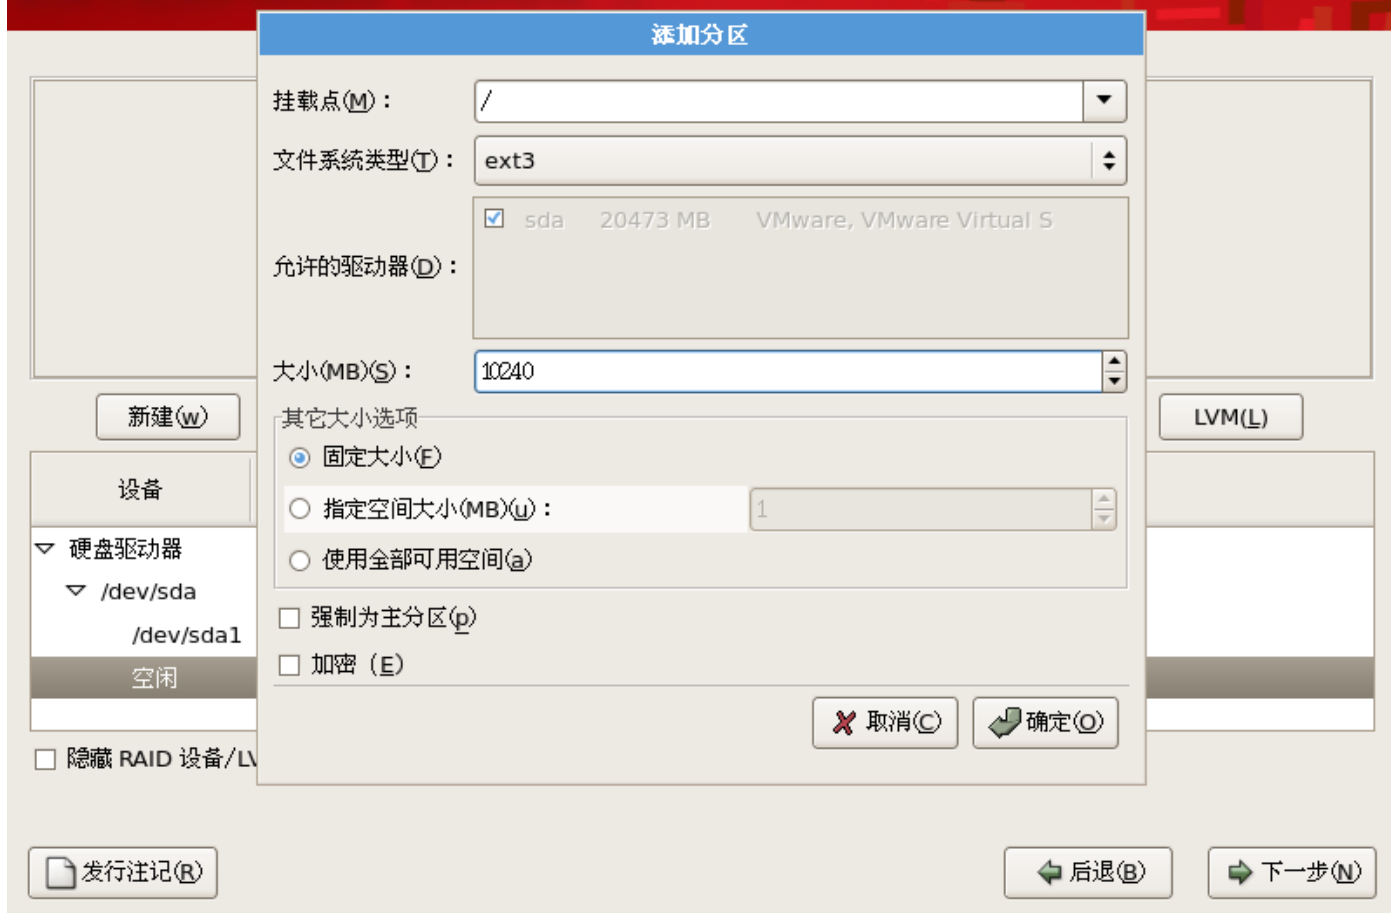 添加分区
挂载点(M)：
/
文件系统类型(T)：
ext3
sda 20473 MB VMware, VMware Virtual S
允许的驱动器(D)：
大小(MB)(S)：
10240
新建(w)
LVM(L)
其它大小选项
固定大小(F)
指定空间大小(MB)(u)：
1
使用全部可用空间(a)
设备
硬盘驱动器
/dev/sda
/dev/sda1
空闲
强制为主分区(p)
加密 (E)
取消(C)
确定(O)
隐藏 RAID 设备/LV
发行注记(R)
后退(B)
下一步(N)